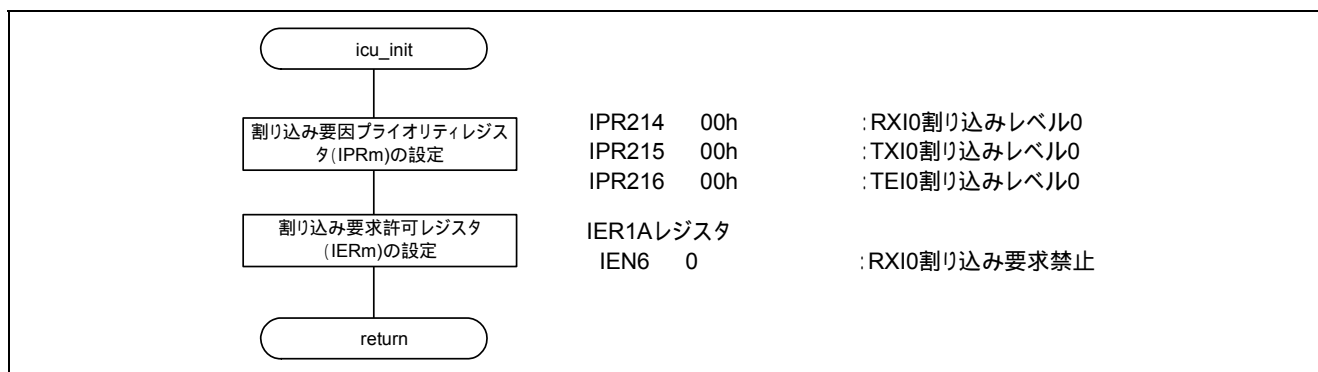 icu_init
割り込み要因プライオリティレジス
タ(IPRm)の設定
IPR214 00h :RXI0割り込みレベル0
IPR215 00h :TXI0割り込みレベル0
IPR216 00h :TEI0割り込みレベル0
割り込み要求許可レジスタ
(IERm)の設定
IER1Aレジスタ
IEN6 0 :RXI0割り込み要求禁止
return